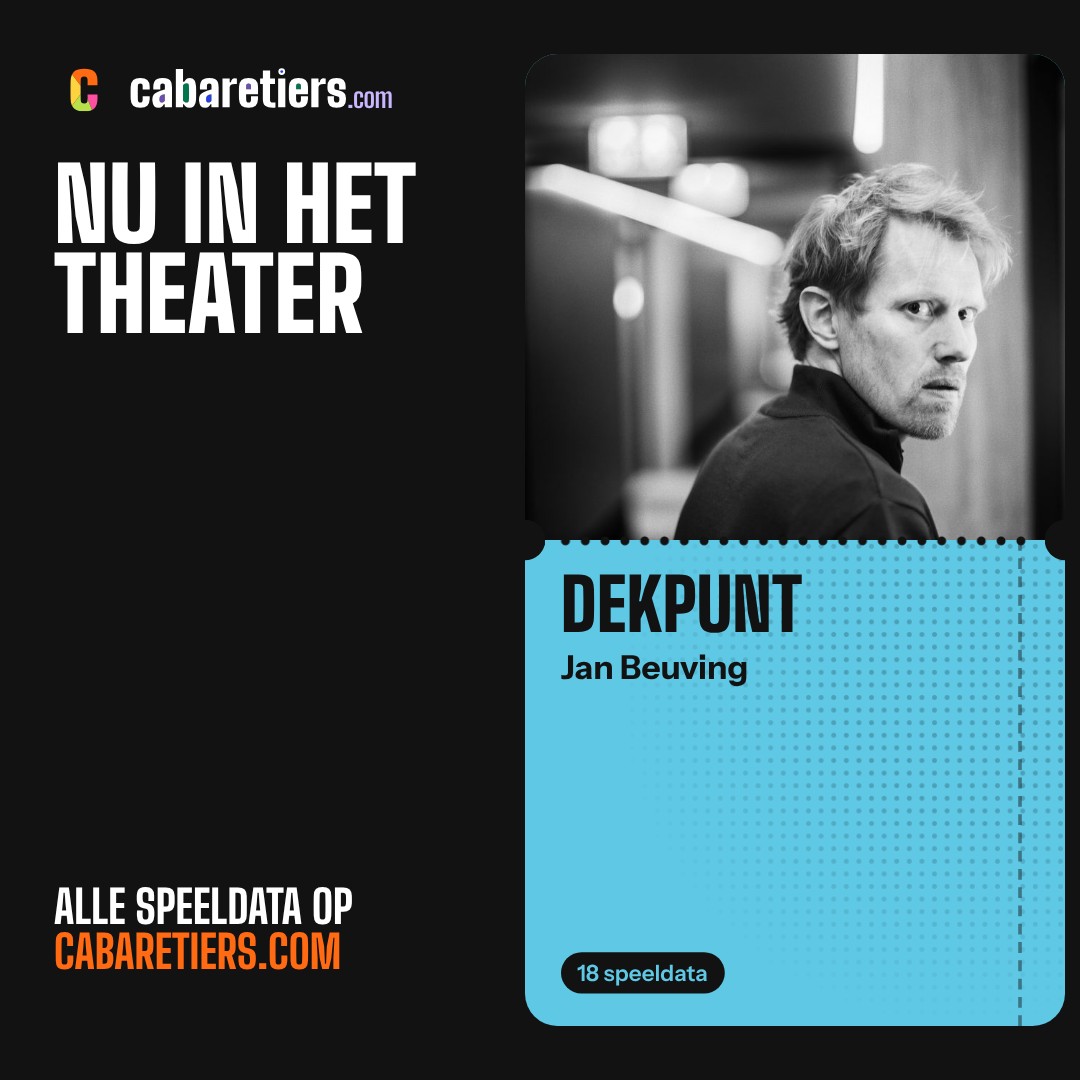 cabaretiers.com
NU IN HET
THEATER
DEKPUNT
Jan Beuving
18 speeldata
ALLE SPEELDATA OP
CABARETIERS.COM